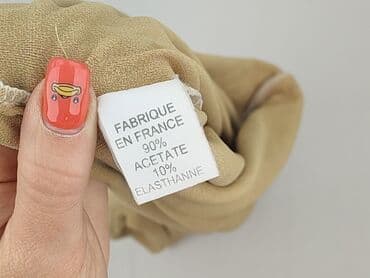 FABRIQUE
EN FRANCE
90%
ACETATE
10%
ELASTHANNE